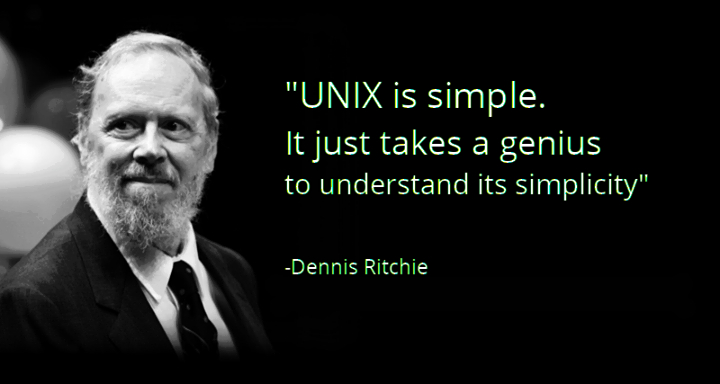 "UNIX is simple.
It just takes a genius
to understand its simplicity"
-Dennis Ritchie